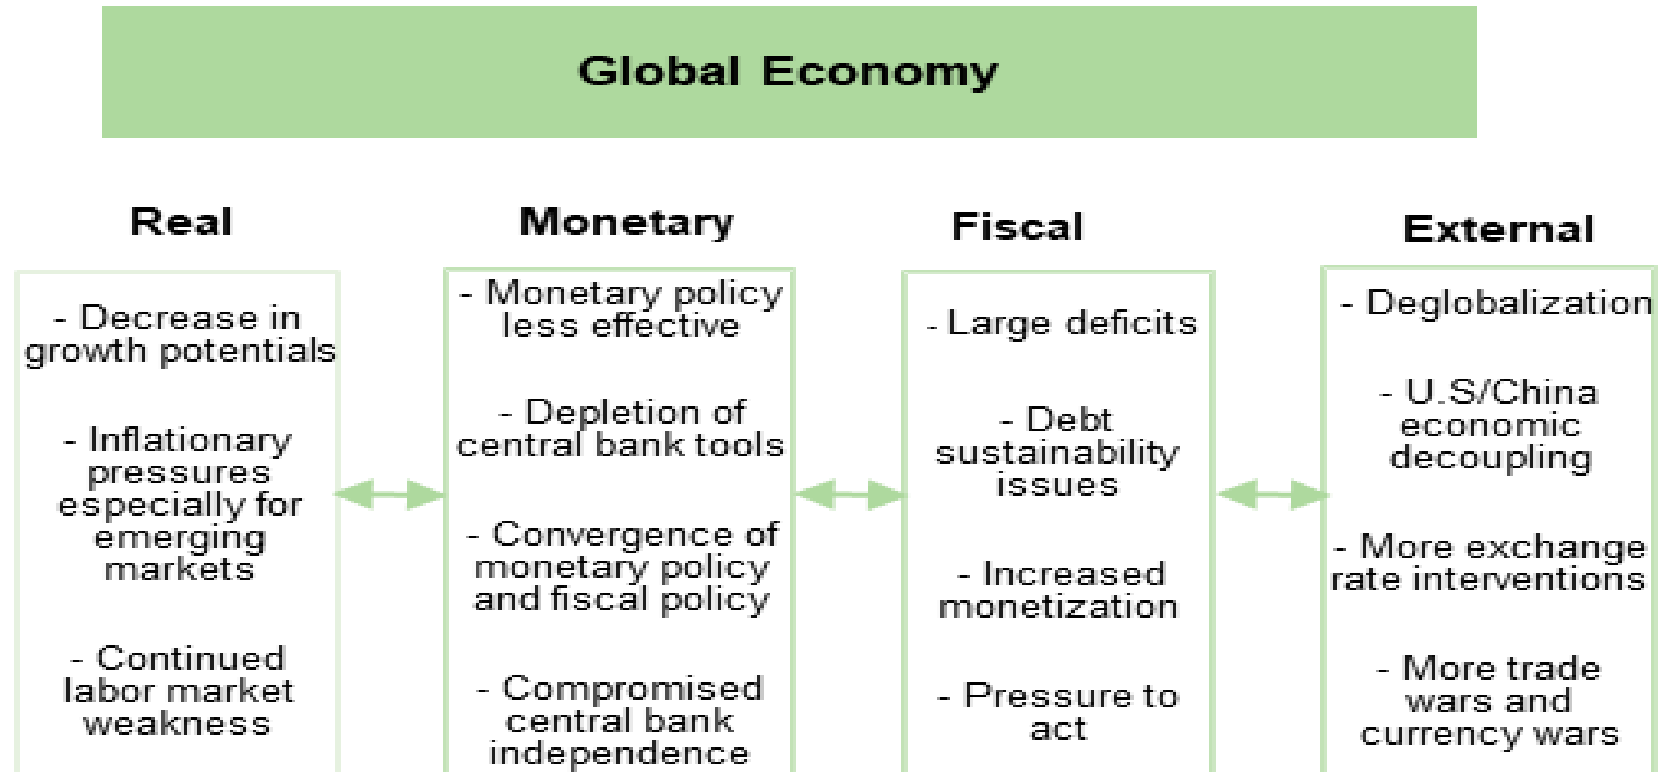 Global Economy
Real
- Decrease in
growth potentials
- Inflationary
pressures
especially for
emerging
markets
- Continued
labor market
weakness
Monetary
- Monetary policy
less effective
- Depletion of
central bank tools
- Convergence of
monetary policy
and fiscal policy
- Compromised
central bank
independence
Fiscal
- Large deficits
- Debt
sustainability
issues
- Increased
monetization
- Pressure to
act
External
- Deglobalization
- U.S/China
economic
decoupling
- More exchange
rate interventions
- More trade
wars and
currency wars